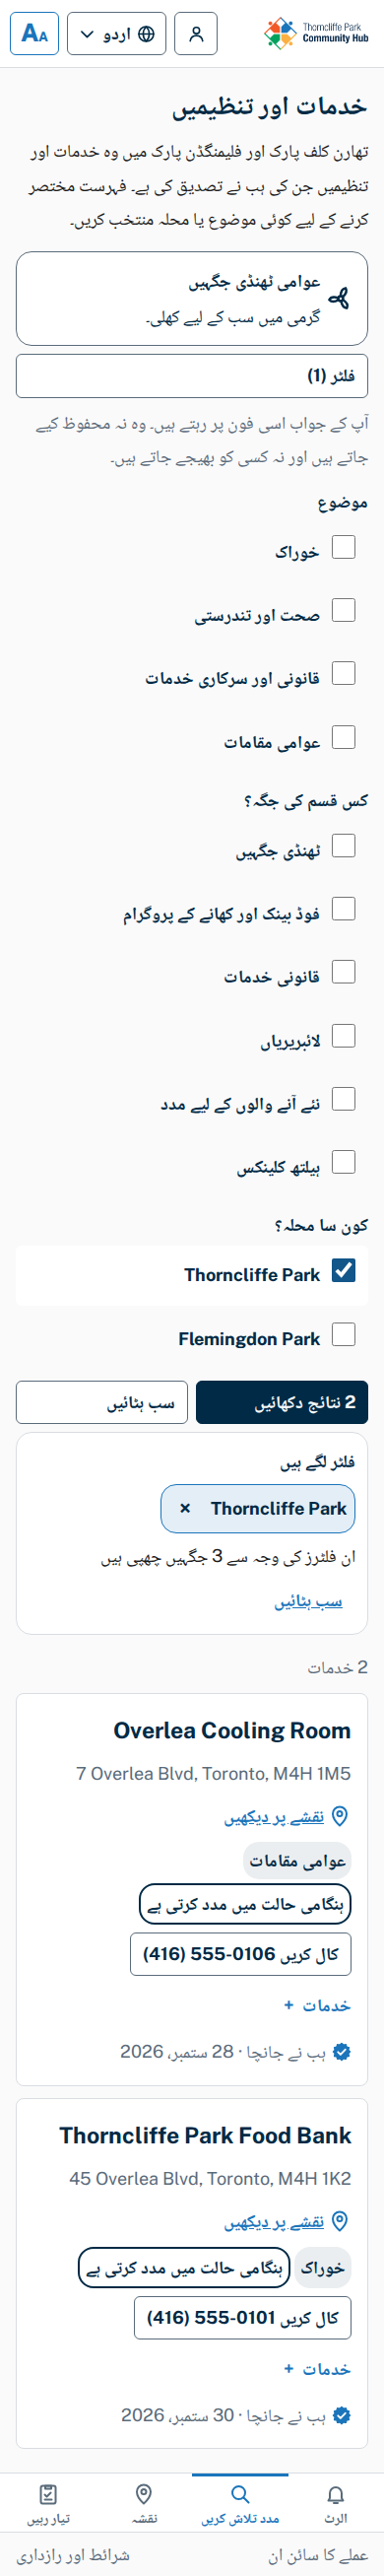 Thorncliffe Park
Community Hub
اردو
AA
خدمات اور تنظیمیں
تھارن کلف پارک اور فلیمنگڈن پارک میں وہ خدمات اور
تنظیمیں جن کی ہب نے تصدیق کی ہے۔ فہرست مختصر
کرنے کے لیے کوئی موضوع یا محلہ منتخب کریں۔
عوامی ٹھنڈی جگہیں
گرمی میں سب کے لیے کھلی۔
فلٹر (1)
آپ کے جواب اسی فون پر رہتے ہیں۔ وہ نہ محفوظ کیے
جاتے ہیں اور نہ کسی کو بھیجے جاتے ہیں۔
موضوع
خوراک
صحت اور تندرستی
قانونی اور سرکاری خدمات
عوامی مقامات
کس قسم کی جگہ؟
ٹھنڈی جگہیں
فوڈ بینک اور کھانے کے پروگرام
قانونی خدمات
لائبریریاں
نئے آنے والوں کے لیے مدد
ہیلتھ کلینکس
کون سا محلہ؟
Thorncliffe Park
Flemingdon Park
2 نتائج دکھائیں
سب ہٹائیں
فلٹر لگے ہیں
Thorncliffe Park ×
ان فلٹرز کی وجہ سے 3 جگہیں چھپی ہیں
سب ہٹائیں
2 خدمات
Overlea Cooling Room
7 Overlea Blvd, Toronto, M4H 1M5
نقشے پر دیکھیں
عوامی مقامات
ہنگامی حالت میں مدد کرتی ہے
کال کریں (416) 555-0106
خدمات +
ہب نے جانچا · 28 ستمبر، 2026
Thorncliffe Park Food Bank
45 Overlea Blvd, Toronto, M4H 1K2
نقشے پر دیکھیں
خوراک
ہنگامی حالت میں مدد کرتی ہے
کال کریں (416) 555-0101
خدمات +
ہب نے جانچا · 30 ستمبر، 2026
الرٹ
مدد تلاش کریں
نقشہ
تیار رہیں
عملے کا سائن ان
شرائط اور رازداری